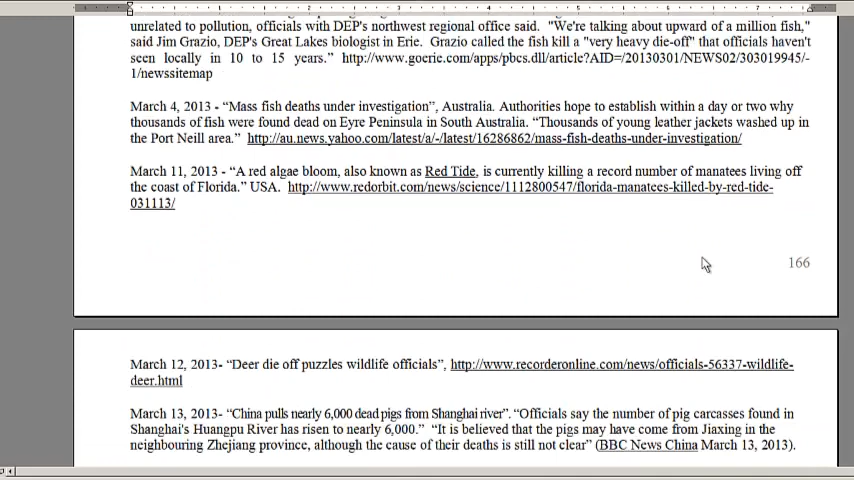 unrelated to pollution, officials with DEP's northwest regional office said. "We're talking about upward of a million fish,"
said Jim Grazio, DEP's Great Lakes biologist in Erie. Grazio called the fish kill a "very heavy die-off" that officials haven't
seen locally in 10 to 15 years.” http://www.goerie.com/apps/pbcs.dll/article?AID=/20130301/NEWS02/303019945/-
1/newssitemap
March 4, 2013 - “Mass fish deaths under investigation”, Australia. Authorities hope to establish within a day or two why
thousands of fish were found dead on Eyre Peninsula in South Australia. “Thousands of young leather jackets washed up in
the Port Neill area.” http://au.news.yahoo.com/latest/a/-/latest/16286862/mass-fish-deaths-under-investigation/
March 11, 2013 - “A red algae bloom, also known as Red Tide, is currently killing a record number of manatees living off
the coast of Florida.” USA. http://www.redorbit.com/news/science/1112800547/florida-manatees-killed-by-red-tide-
031113/
166
March 12, 2013- “Deer die off puzzles wildlife officials”, http://www.recorderonline.com/news/officials-56337-wildlife-
deer.html
March 13, 2013- “China pulls nearly 6,000 dead pigs from Shanghai river”. “Officials say the number of pig carcasses found in
Shanghai's Huangpu River has risen to nearly 6,000.” “It is believed that the pigs may have come from Jiaxing in the
neighbouring Zhejiang province, although the cause of their deaths is still not clear” (BBC News China March 13, 2013).